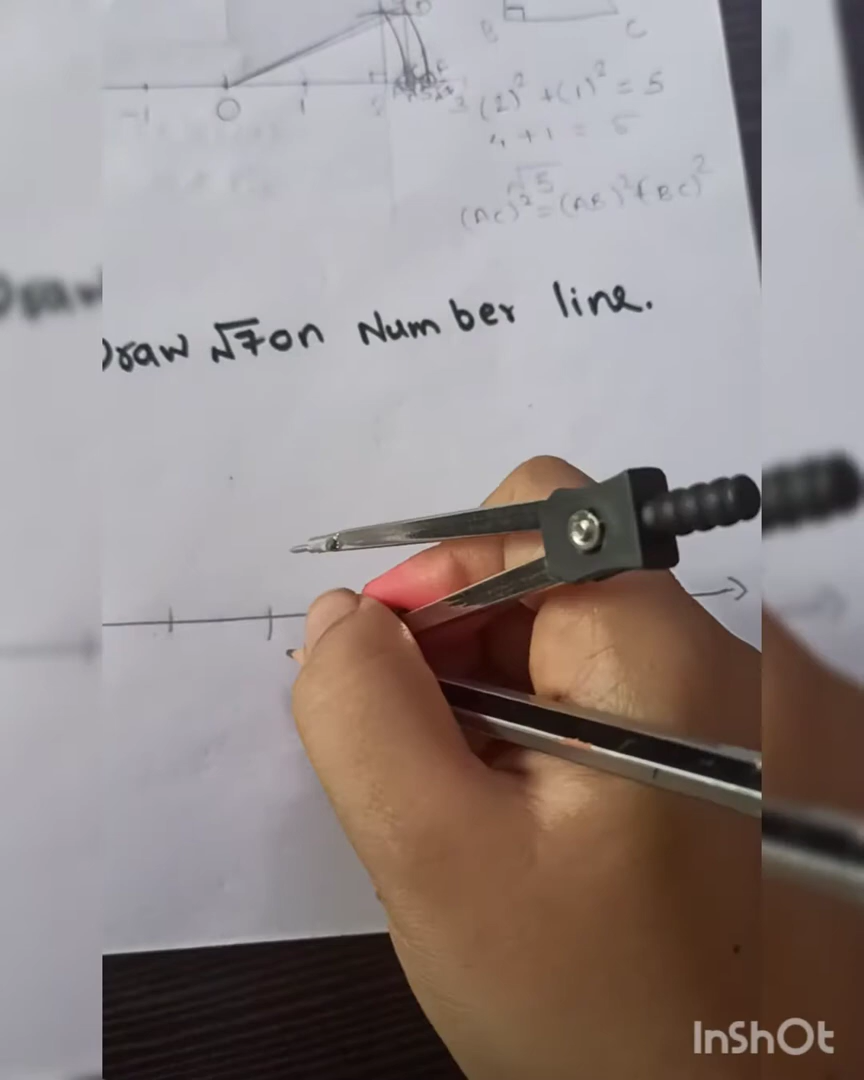 -1 0 1 2 3
B C
(2)² + (1)² = 5
4 + 1 = 5
√5
(AC)² = (AB)² + (BC)²
Draw √7 on Number line.
InShOt